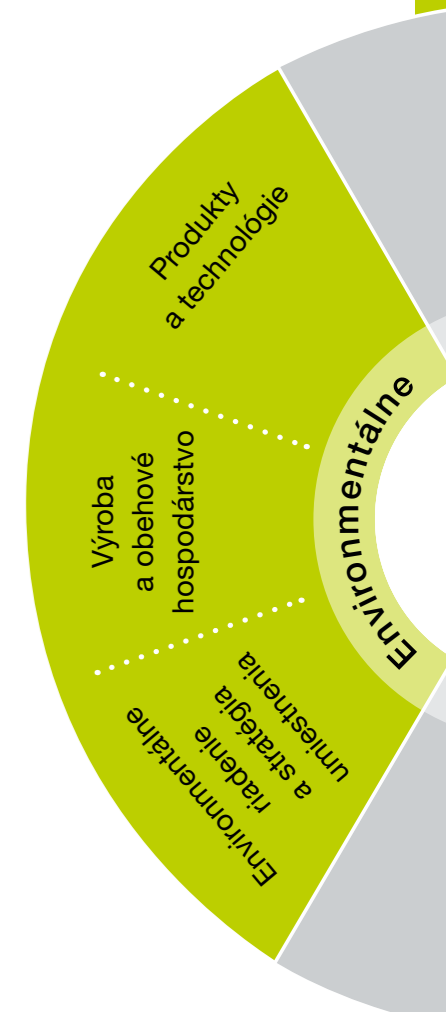 Produkty
a technológie
Výroba
a obehové
hospodárstvo
Environmentálne
riadenie
a stratégia
umiestnenia
Environmentálne